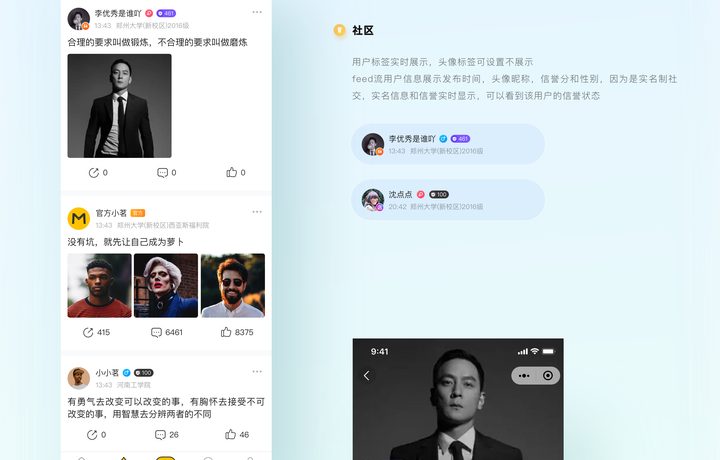 李优秀是谁吖 461
13:43 郑州大学(新校区)2016级
合理的要求叫做锻炼，不合理的要求叫做磨炼
0 0 0
官方小茗 官方
13:43 郑州大学(新校区)西亚斯福利院
没有坑，就先让自己成为萝卜
415 6461 8375
小小茗 100
13:43 河南工学院
有勇气去改变可以改变的事，有胸怀去接受不可
改变的事，用智慧去分辨两者的不同
0 26 46
社区
用户标签实时展示，头像标签可设置不展示
feed流用户信息展示发布时间，头像昵称，信誉分和性别，因为是实名制社
交，实名信息和信誉实时显示，可以看到该用户的信誉状态
李优秀是谁吖 461
13:43 郑州大学(新校区)2016级
沈点点 100
20:42 郑州大学(新校区)2016级
9:41